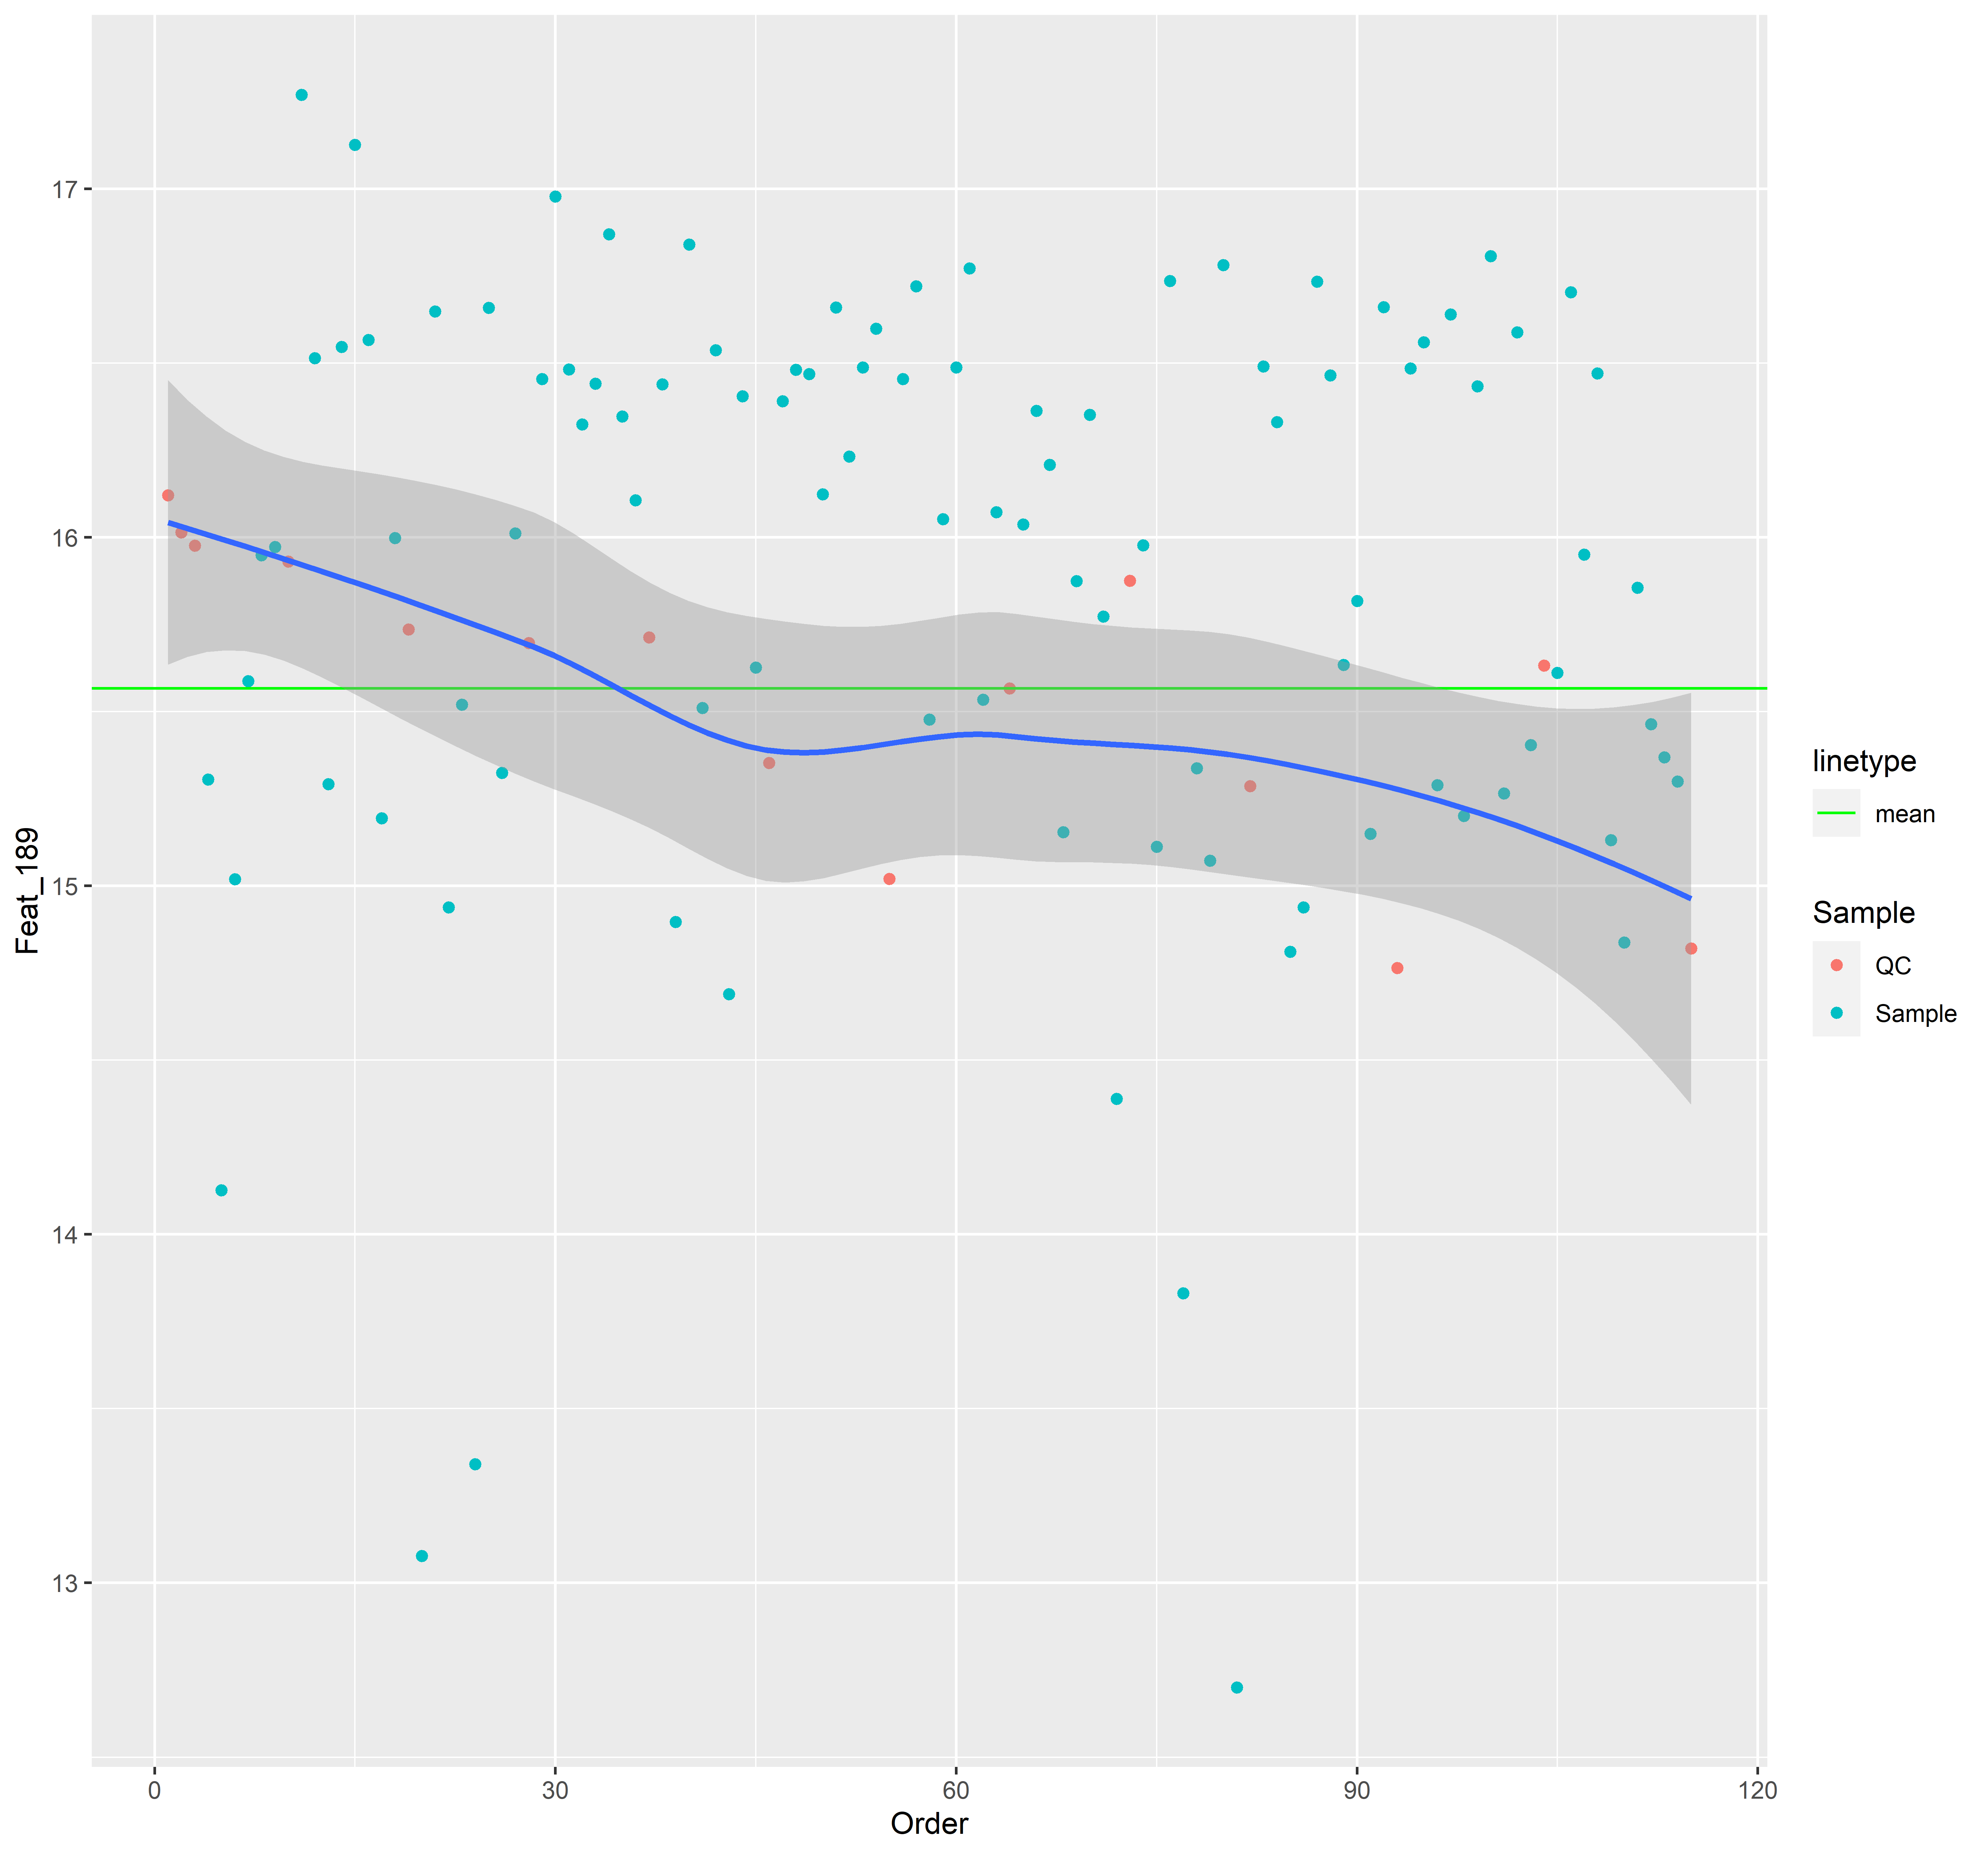 17
16
15
14
13
Feat_189
0 30 60 90 120
Order
linetype
mean
Sample
QC
Sample